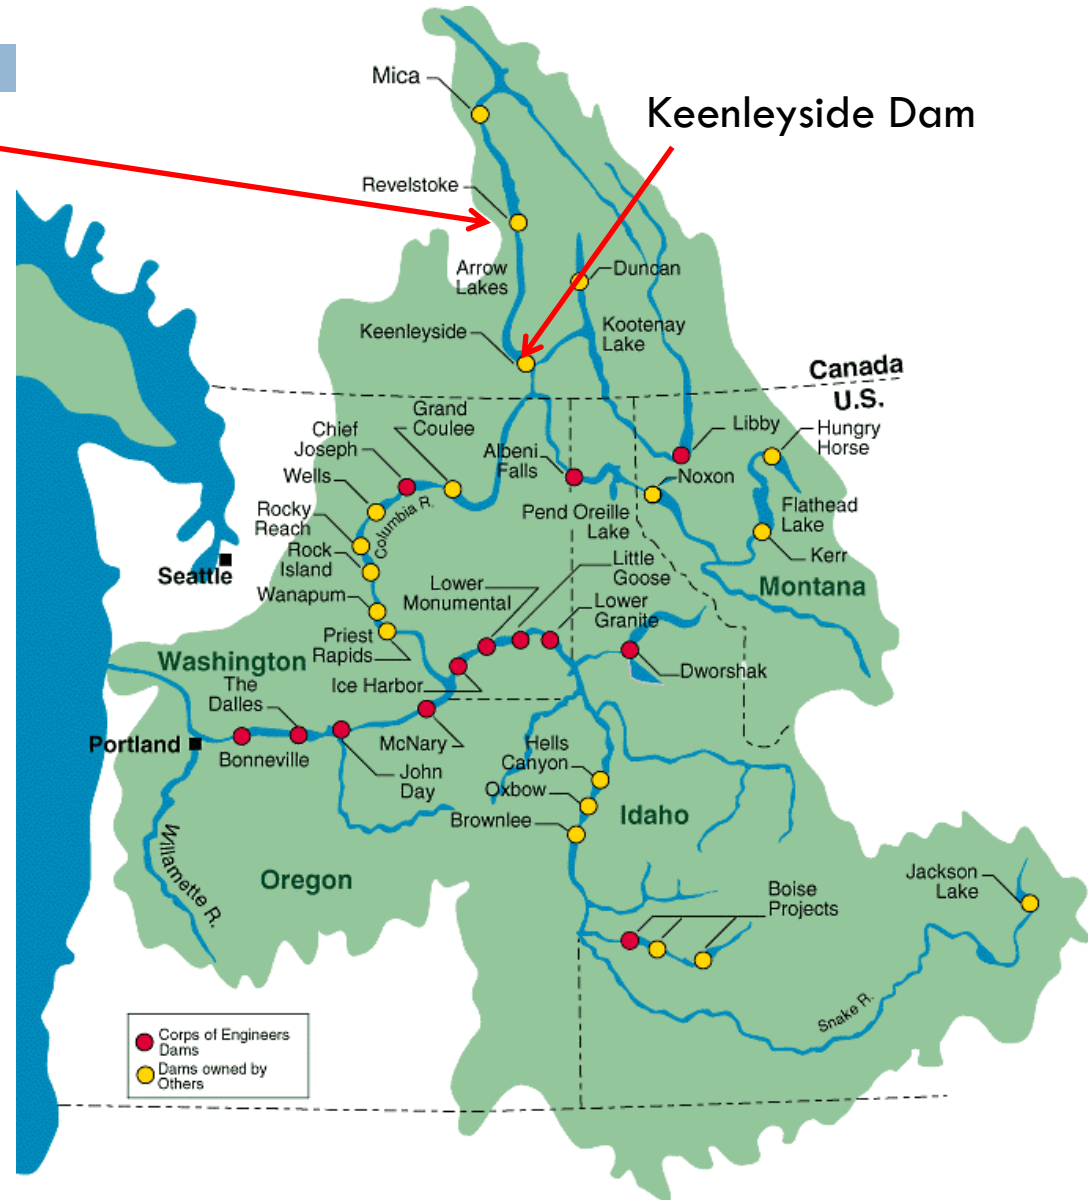 Mica
Keenleyside Dam
Revelstoke
Arrow
Lakes
Duncan
Keenleyside
Kootenay
Lake
Canada
U.S.
Grand
Coulee
Chief
Joseph
Albeni
Falls
Libby
Hungry
Horse
Wells
Noxon
Columbia R.
Rocky
Reach
Pend Oreille
Lake
Flathead
Lake
Rock
Island
Kerr
Seattle
Little
Goose
Lower
Monumental
Montana
Wanapum
Lower
Granite
Priest
Rapids
Washington
Dworshak
Ice Harbor
The
Dalles
Portland
Bonneville
McNary
John
Day
Hells
Canyon
Oxbow
Brownlee
Idaho
Willamette R.
Oregon
Boise
Projects
Jackson
Lake
Snake R.
Corps of Engineers
Dams
Dams owned by
Others